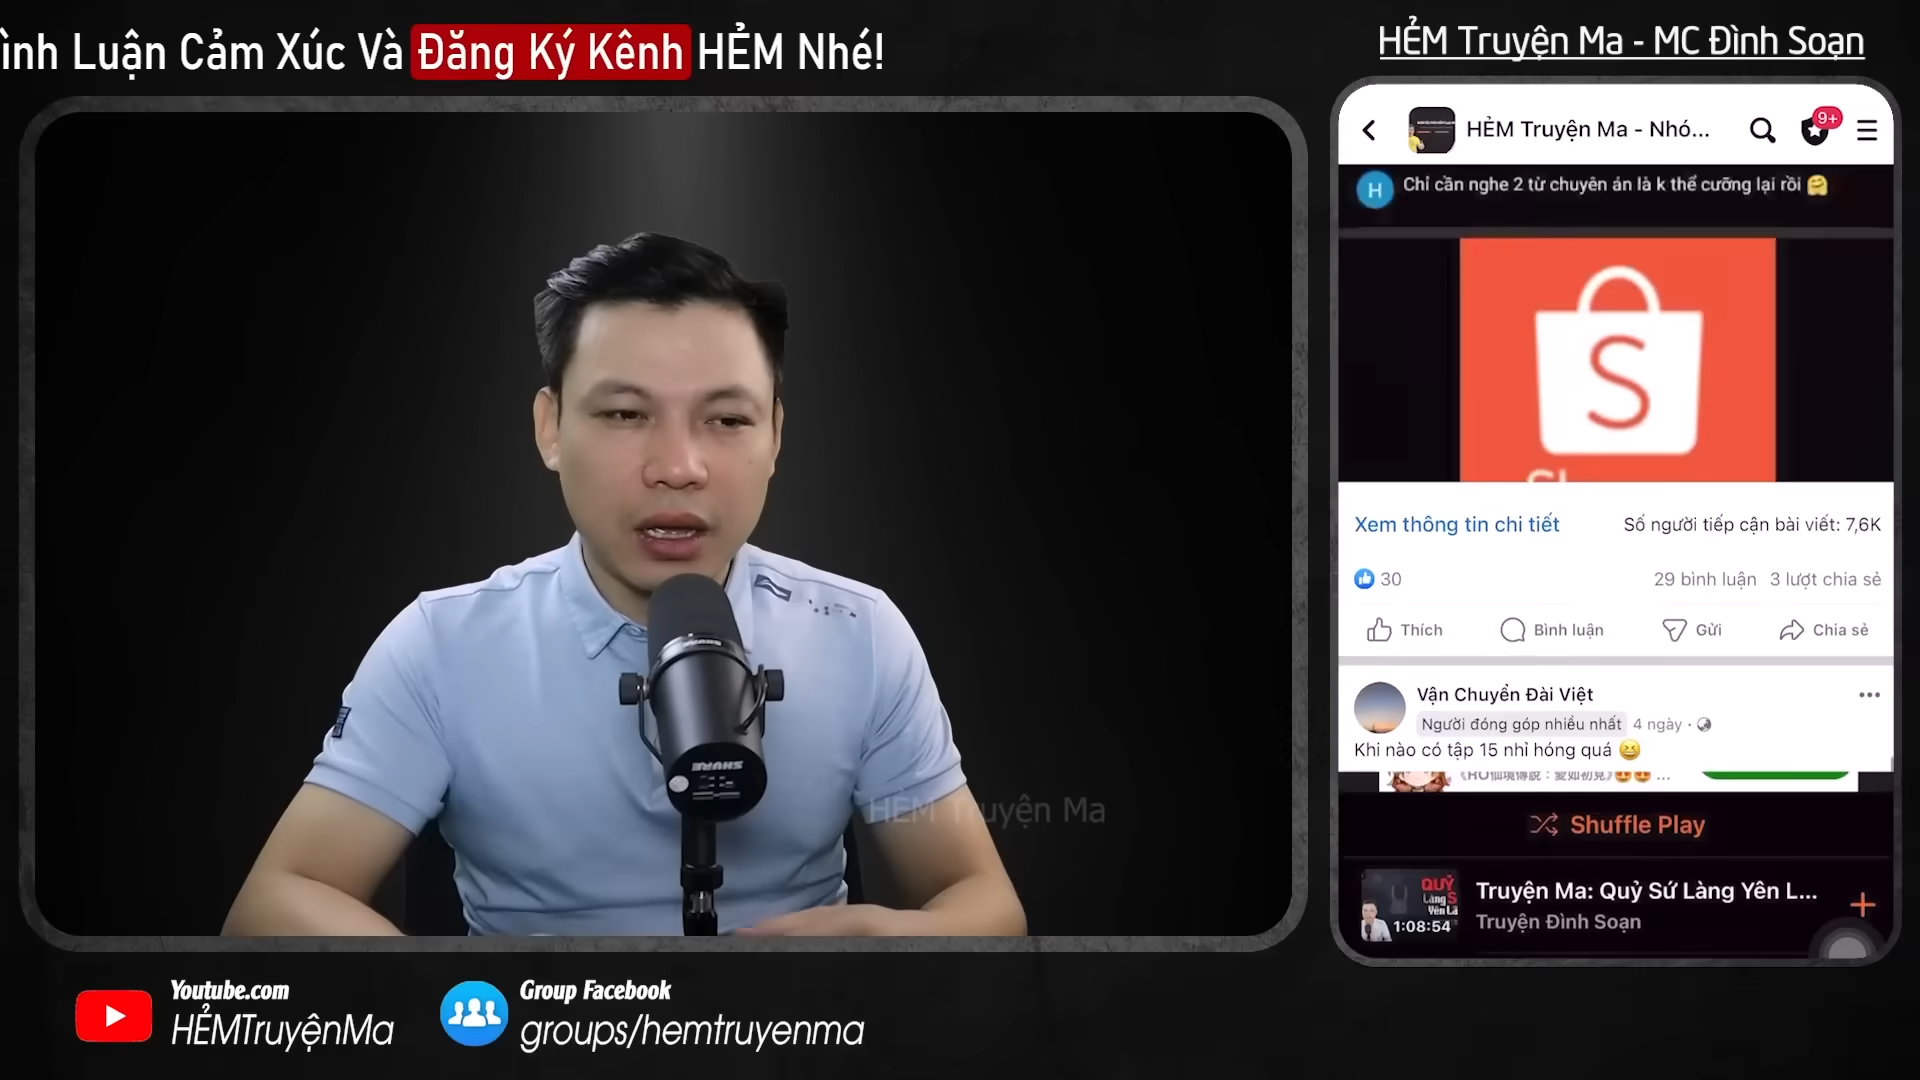 ình Luận Cảm Xúc Và Đăng Ký Kênh HẺM Nhé!
HẺM Truyện Ma - MC Đình Soạn
HẺM Truyện Ma - Nhó...
9+
H
Chỉ cần nghe 2 từ chuyên án là k thể cưỡng lại rồi 🤗
S
Xem thông tin chi tiết
Số người tiếp cận bài viết: 7,6K
30
29 bình luận 3 lượt chia sẻ
Thích
Bình luận
Gửi
Chia sẻ
Vận Chuyển Đài Việt
Người đóng góp nhiều nhất 4 ngày ·
Khi nào có tập 15 nhỉ hóng quá 😆
Shuffle Play
QUỶ
Yên Lã
1:08:54
Truyện Ma: Quỷ Sứ Làng Yên L...
Truyện Đình Soạn
SHURE
HẺM Truyện Ma
Youtube.com
HẺMTruyệnMa
Group Facebook
groups/hemtruyenma